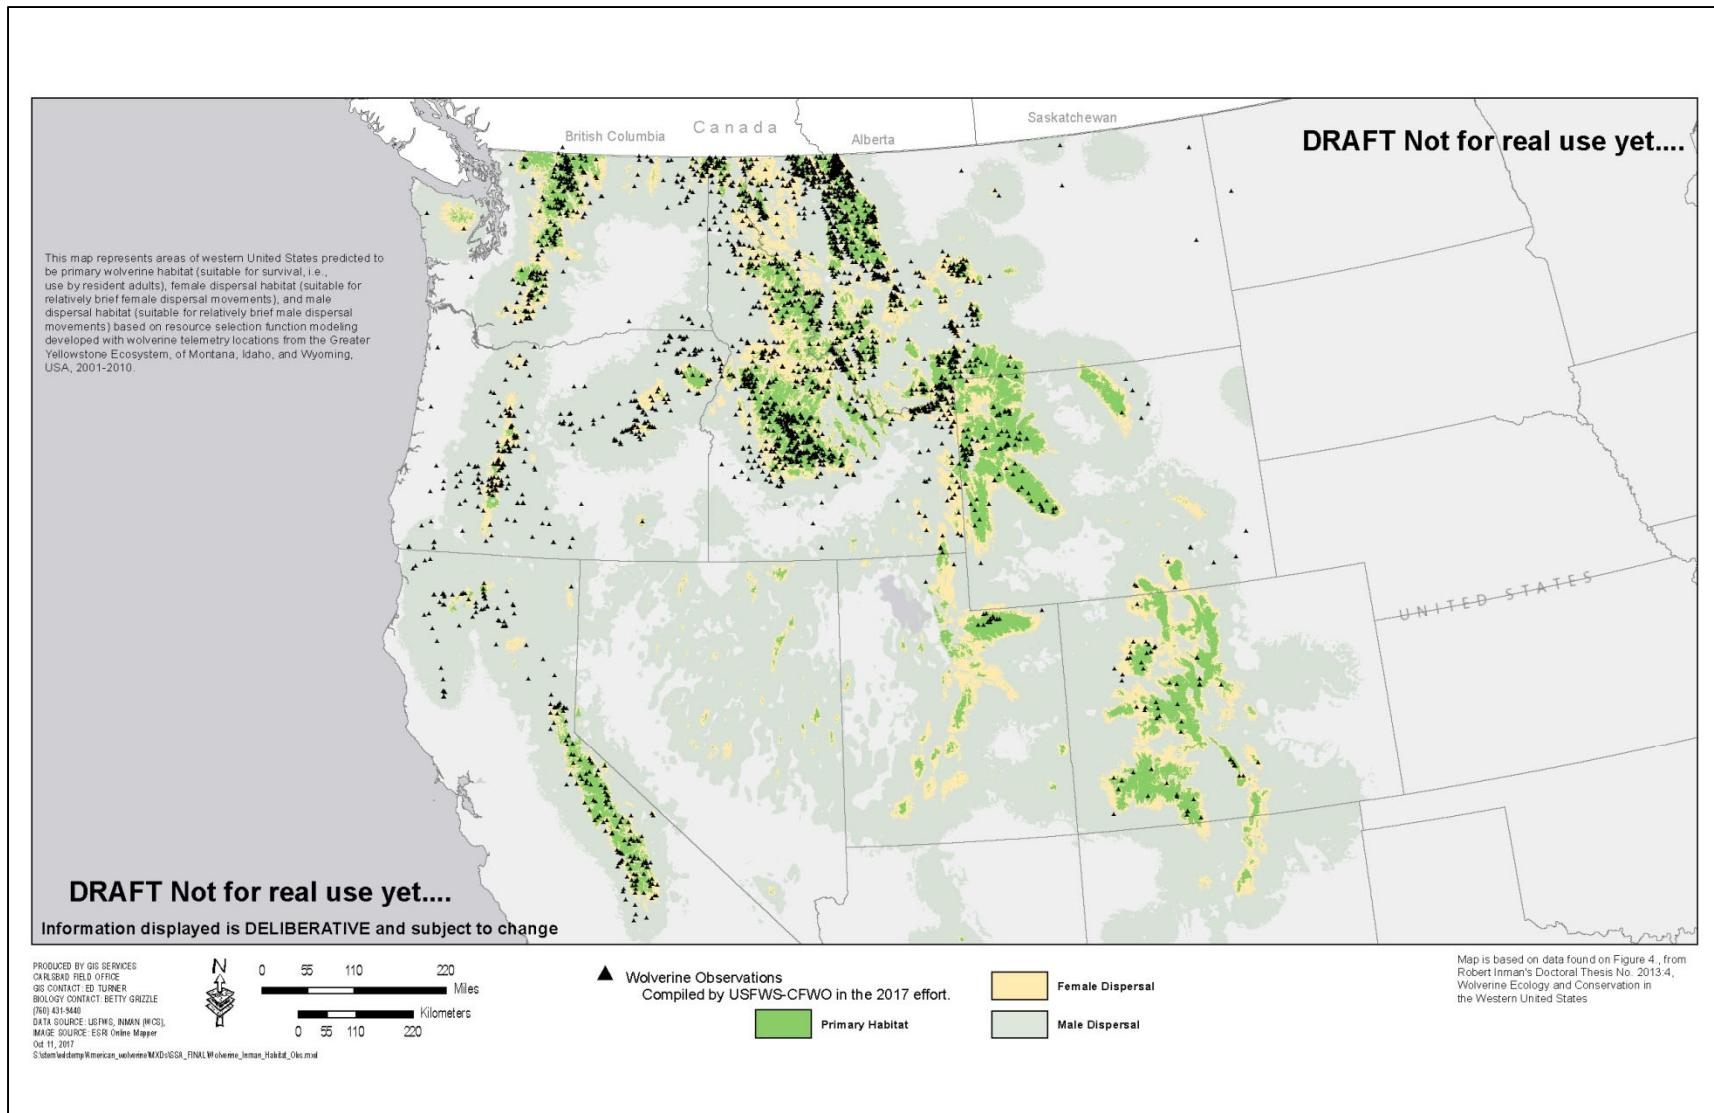 British Columbia
Canada
Alberta
Saskatchewan
DRAFT Not for real use yet....
This map represents areas of western United States predicted to
be primary wolverine habitat (suitable for survival, i.e.,
use by resident adults), female dispersal habitat (suitable for
relatively brief female dispersal movements), and male
dispersal habitat (suitable for relatively brief male dispersal
movements) based on resource selection function modeling
developed with wolverine telemetry locations from the Greater
Yellowstone Ecosystem, of Montana, Idaho, and Wyoming,
USA, 2001-2010.
UNITED STATES
DRAFT Not for real use yet....
Information displayed is DELIBERATIVE and subject to change
PRODUCED BY GIS SERVICES
CARLSBAD FIELD OFFICE
GIS CONTACT: ED TURNER
BIOLOGY CONTACT: BETTY GRIZZLE
(760) 431-9440
DATA SOURCE: USFWS, INMAN (WCS),
IMAGE SOURCE: ESRI Online Mapper
Oct 11, 2017
N
0 55 110 220
Miles
Kilometers
0 55 110 220
Wolverine Observations
Compiled by USFWS-CFWO in the 2017 effort.
Primary Habitat
Female Dispersal
Male Dispersal
Map is based on data found on Figure 4., from
Robert Inman's Doctoral Thesis No. 2013:4,
Wolverine Ecology and Conservation in
the Western United States